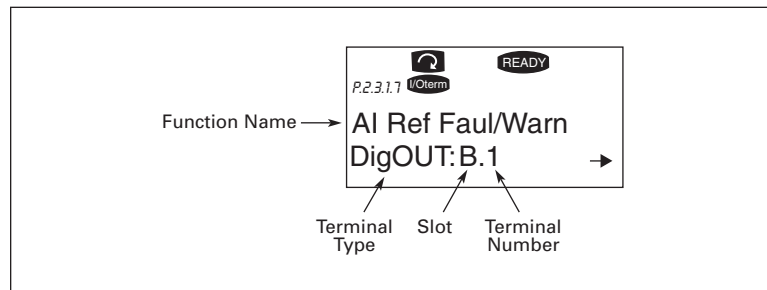 READY
P.2.3.1.7 I/Oterm
Function Name AI Ref Faul/Warn
DigOUT:B.1
Terminal Type Slot Terminal Number